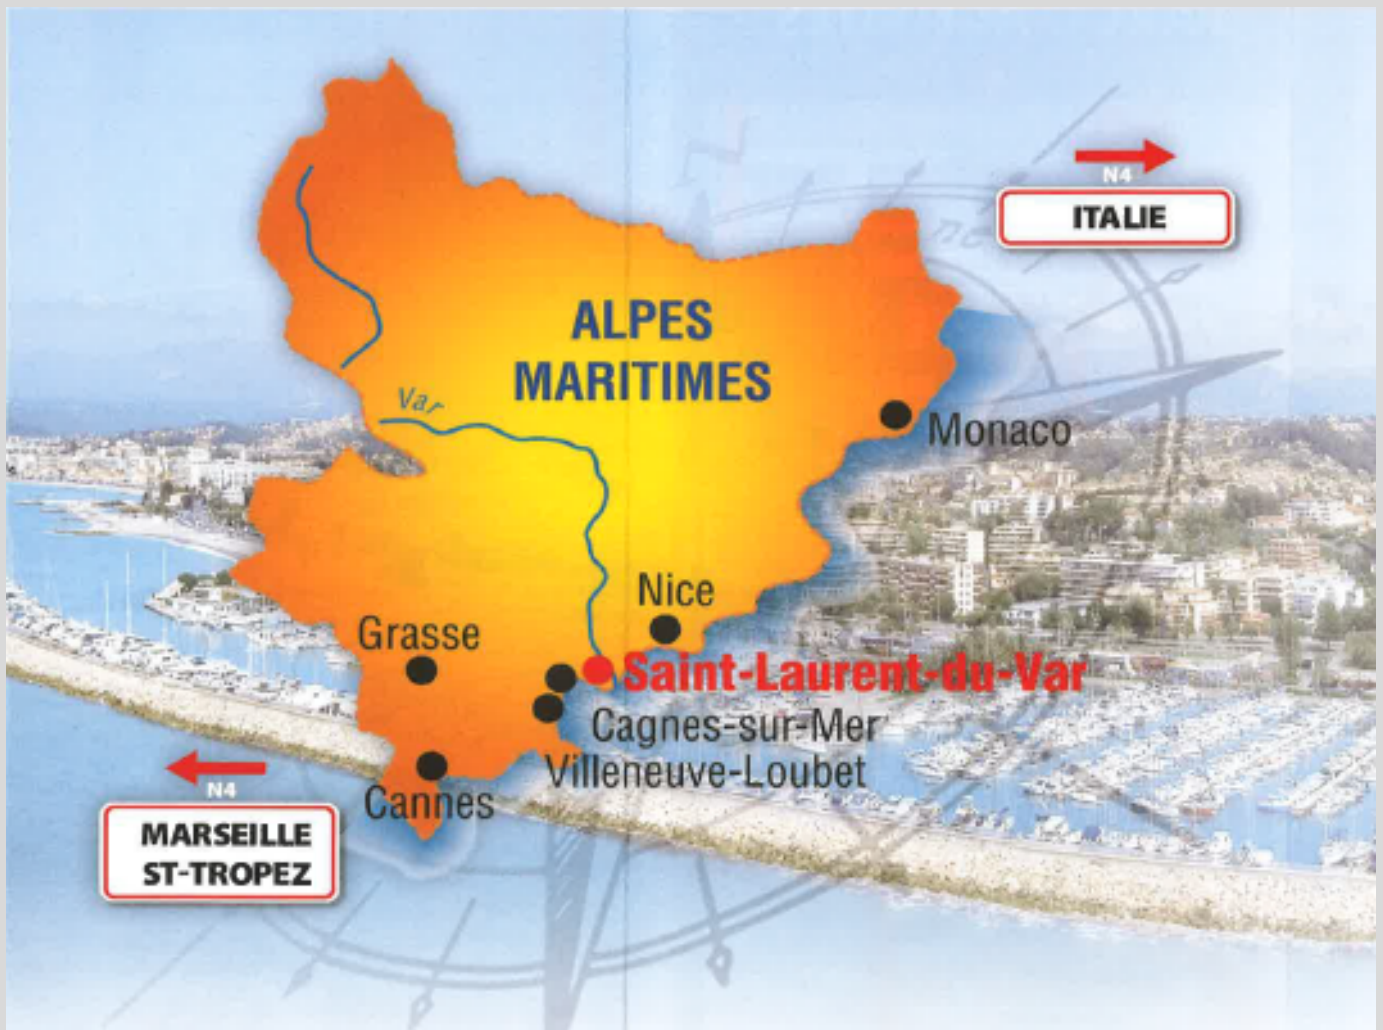 N4
ITALIE
ALPES
MARITIMES
Var
Monaco
Nice
Grasse
Saint-Laurent-du-Var
Cagnes-sur-Mer
Villeneuve-Loubet
Cannes
N4
MARSEILLE
ST-TROPEZ